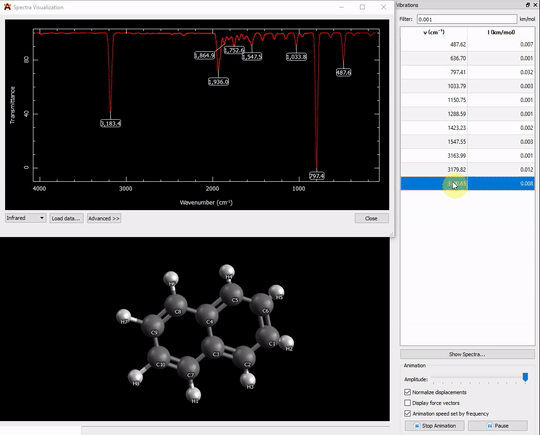 Spectra Visualization
Transmittance
80
40
0
1,864.9
1,752.6
1,547.5
1,936.0
1,033.8
487.6
3,183.4
797.4
4000
3000
2000
1000
Wavenumber (cm⁻¹)
Infrared
Load data...
Advanced >>
Close
Vibrations
Filter: 0.001 km/mol
ν (cm⁻¹) I (km/mol)
487.62 0.007
636.70 0.001
797.41 0.032
1033.79 0.003
1150.75 0.001
1288.59 0.001
1423.23 0.002
1547.55 0.003
3163.99 0.001
3179.82 0.012
0.008
Show Spectra...
Animation
Amplitude:
Normalize displacements
Display force vectors
Animation speed set by frequency
Stop Animation
Pause
H4
C5
H5
C8
C6
H7
C4
C9
C1
H2
C3
C10
C2
C7
H8
H3
H1